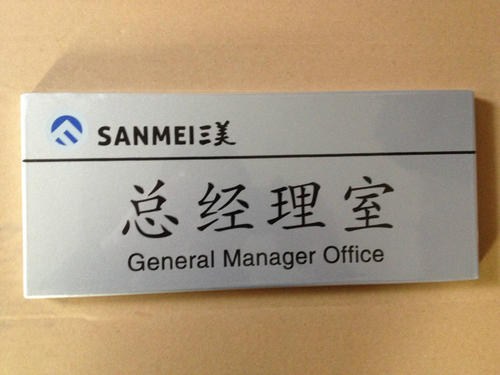 SANMEI三美
总经理室
General Manager Office